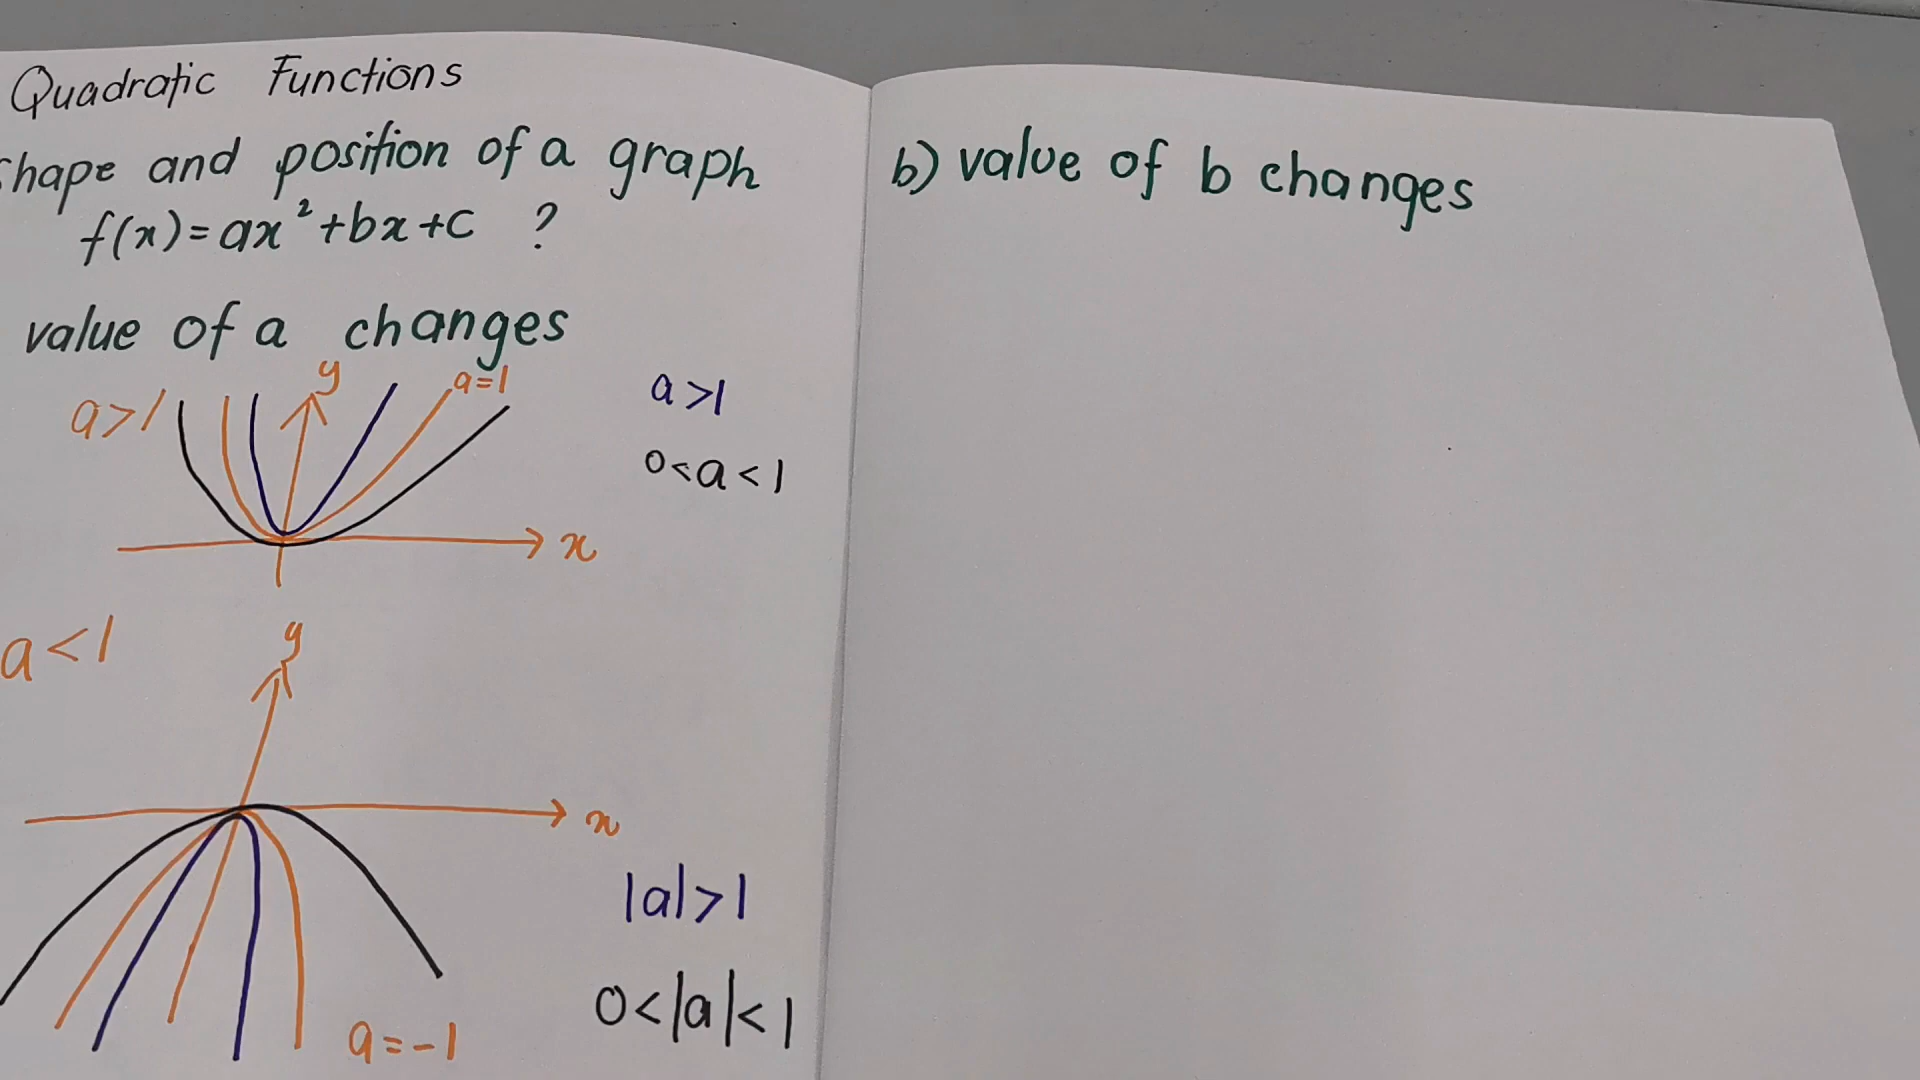 Quadratic Functions
shape and position of a graph
f(x)=ax²+bx+c ?
value of a changes
y
a=1
a>1
a>1
0<a<1
x
a<1
y
x
|a|>1
0<|a|<1
a=-1
b) value of b changes